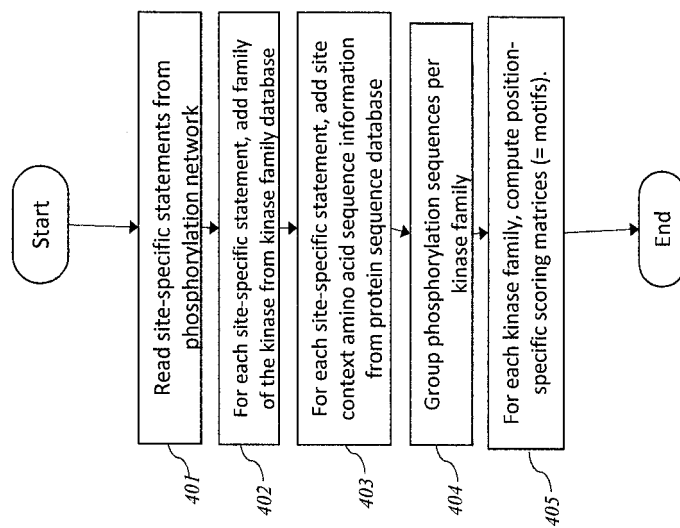 Start
Read site-specific statements from
phosphorylation network
401
For each site-specific statement, add family
of the kinase from kinase family database
402
For each site-specific statement, add site
context amino acid sequence information
from protein sequence database
403
Group phosphorylation sequences per
kinase family
404
For each kinase family, compute position-
specific scoring matrices (= motifs).
405
End